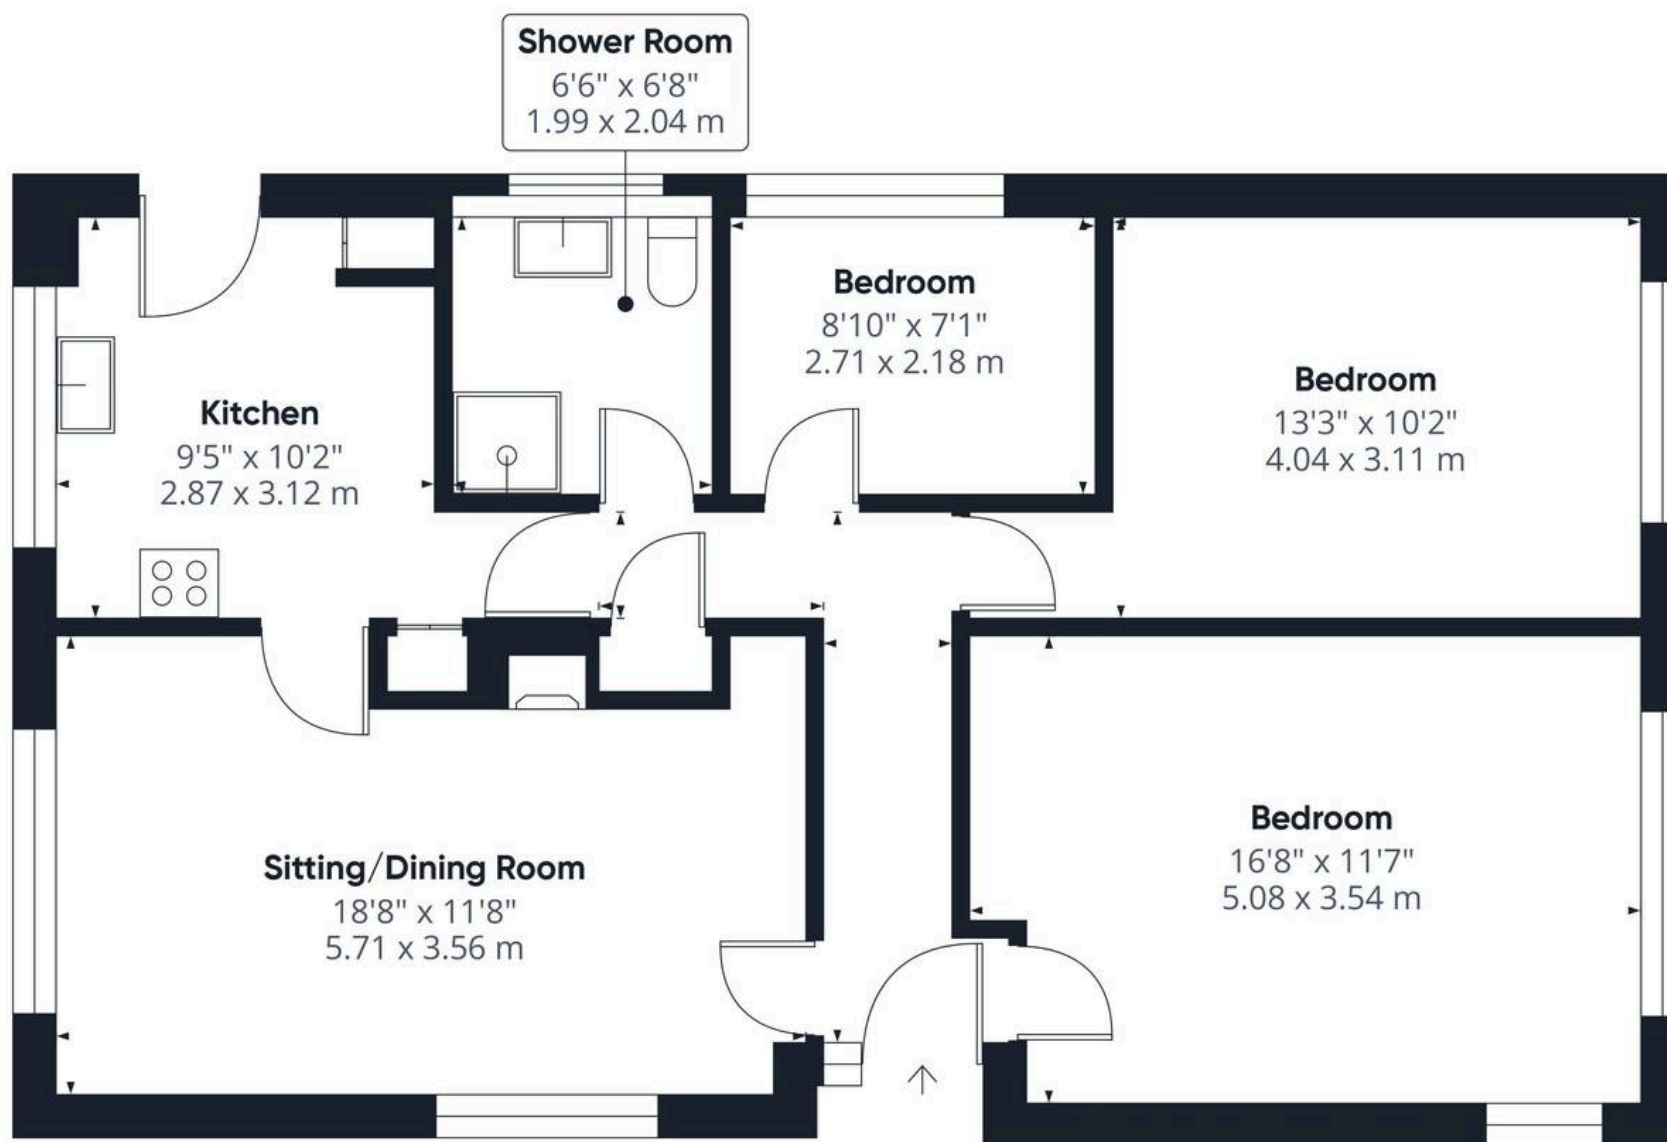 Shower Room
6'6" x 6'8"
1.99 x 2.04 m
Bedroom
8'10" x 7'1"
2.71 x 2.18 m
Bedroom
13'3" x 10'2"
4.04 x 3.11 m
Kitchen
9'5" x 10'2"
2.87 x 3.12 m
Bedroom
16'8" x 11'7"
5.08 x 3.54 m
Sitting/Dining Room
18'8" x 11'8"
5.71 x 3.56 m